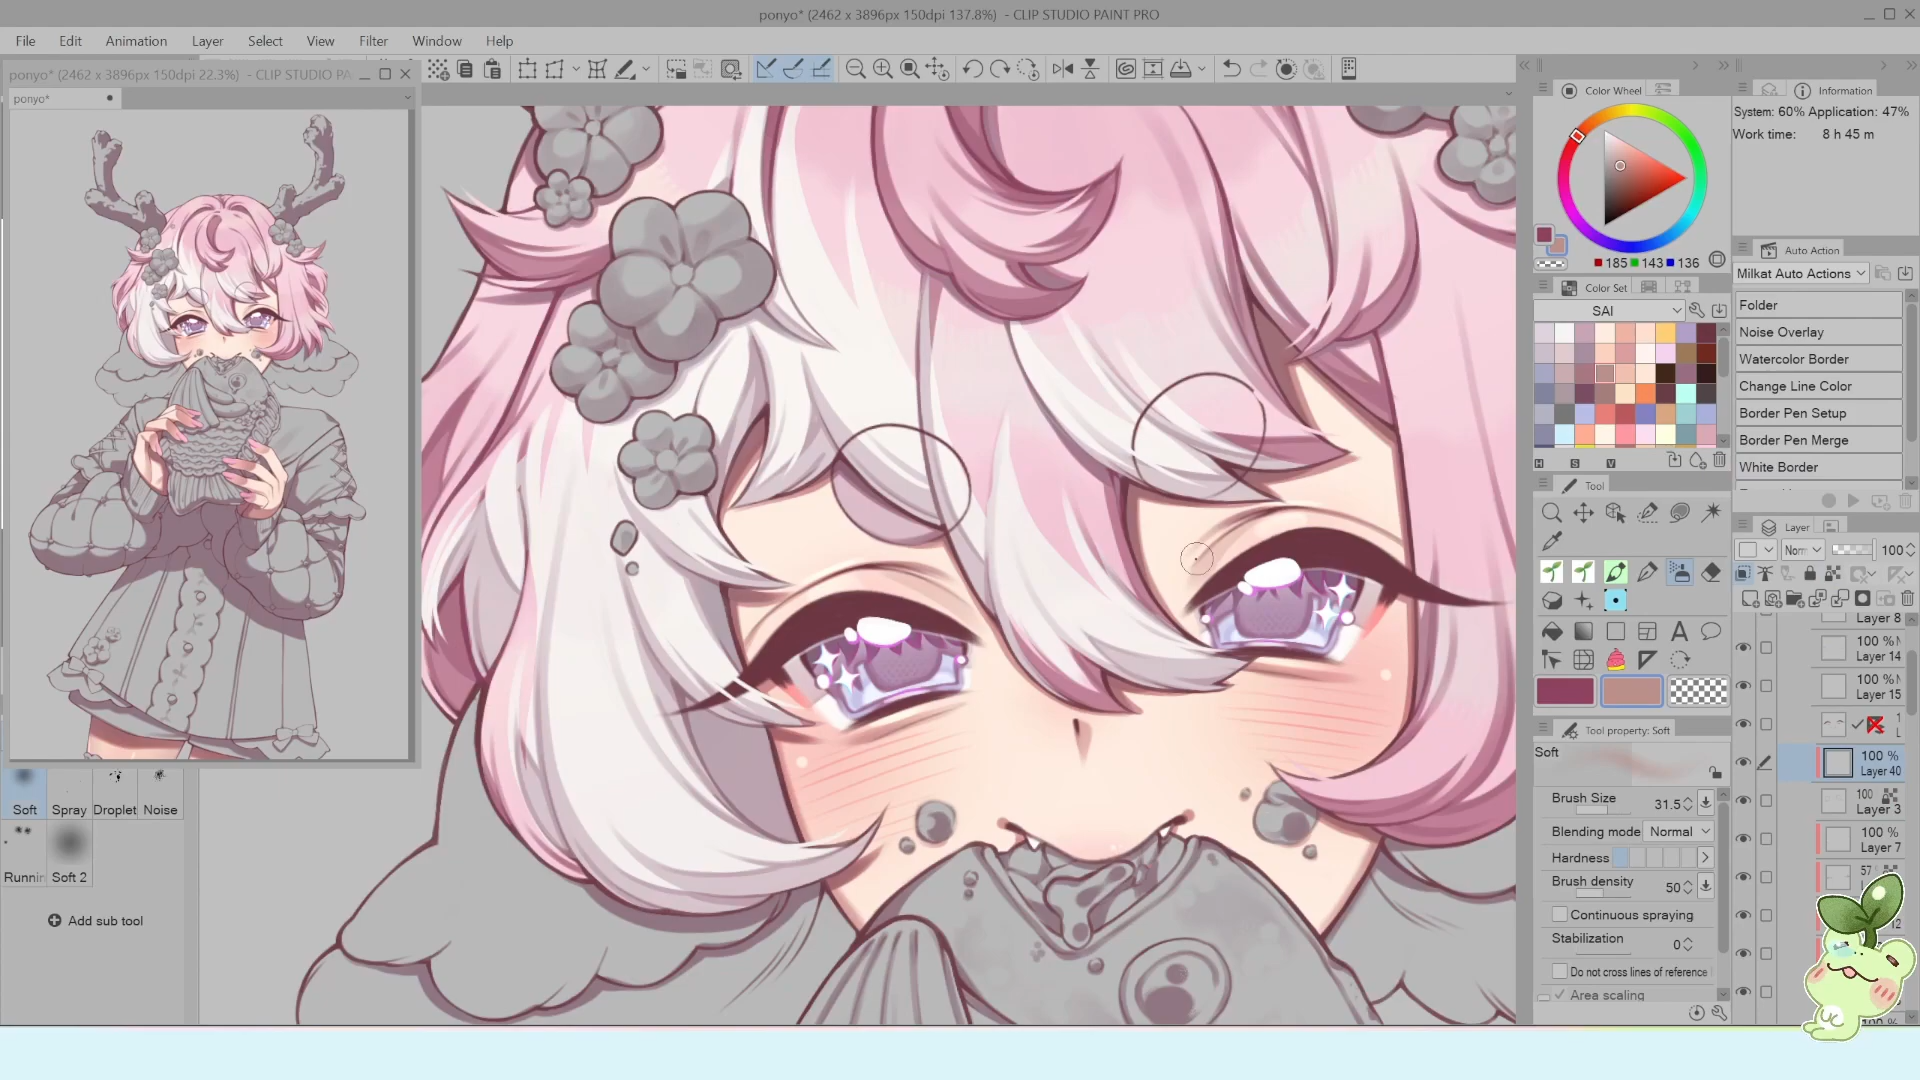 ponyo* (2462 x 3896px 150dpi 137.8%) - CLIP STUDIO PAINT PRO
File Edit Animation Layer Select View Filter Window Help
ponyo* (2462 x 3896px 150dpi 22.3%) - CLIP STUDIO PA
ponyo*
Color Wheel
Information
System: 60% Application: 47%
Work time: 8 h 45 m
185 143 136
Auto Action
Milkat Auto Actions
Folder
Noise Overlay
Watercolor Border
Change Line Color
Border Pen Setup
Border Pen Merge
White Border
Color Set
SAI
H S V
Tool
Layer
Norm 100
Layer 8
100 %
Layer 14
100 %
Layer 15
100 %
Layer 40
100
Layer 3
100 %
Layer 7
57
12
Tool property: Soft
Soft
Brush Size 31.5
Blending mode Normal
Hardness
Brush density 50
Continuous spraying
Stabilization 0
Do not cross lines of reference
Area scaling
Soft Spray Droplet Noise
Runnin Soft 2
Add sub tool